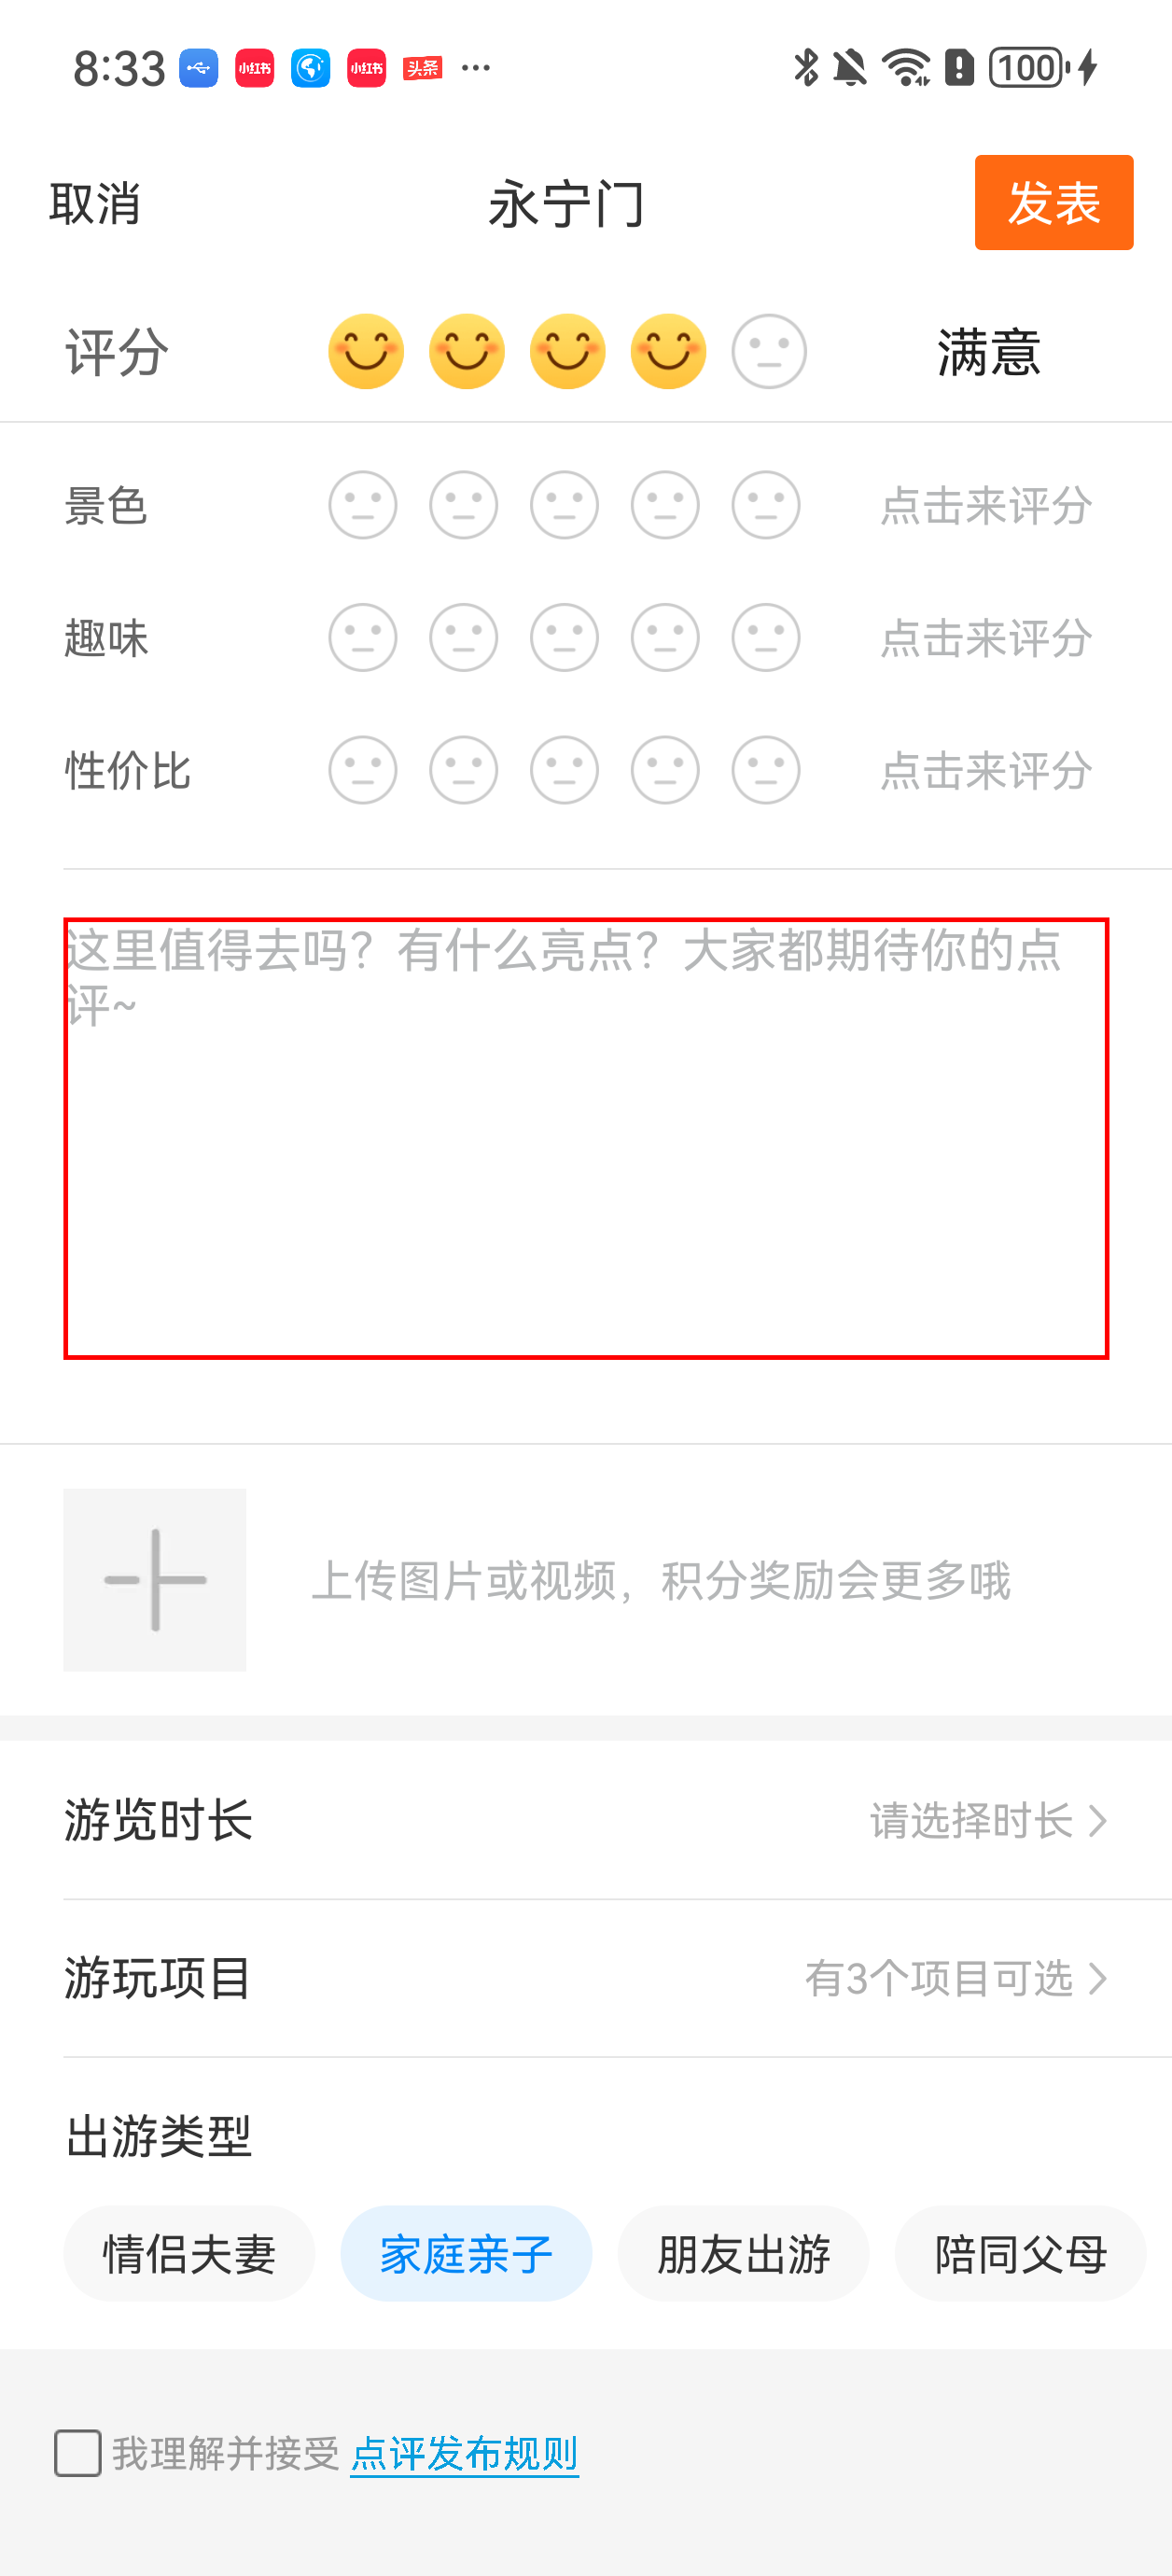 8:33 小红书 小红书 头条 ··· 100
取消 永宁门 发表
评分 满意
景色 点击来评分
趣味 点击来评分
性价比 点击来评分
这里值得去吗？有什么亮点？大家都期待你的点
评~
上传图片或视频，积分奖励会更多哦
游览时长 请选择时长
游玩项目 有3个项目可选
出游类型
情侣夫妻 家庭亲子 朋友出游 陪同父母
我理解并接受 点评发布规则